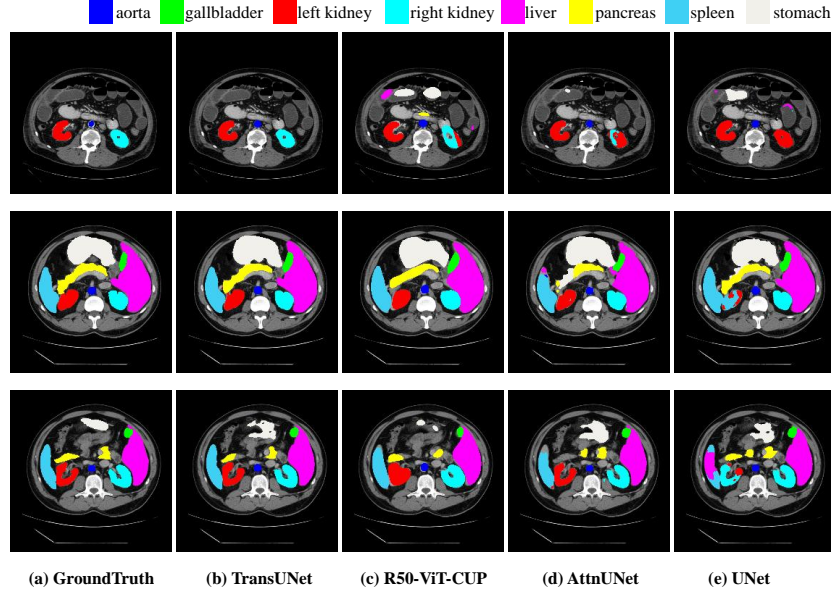 aorta gallbladder left kidney right kidney liver pancreas spleen stomach
(a) GroundTruth (b) TransUNet (c) R50-ViT-CUP (d) AttnUNet (e) UNet